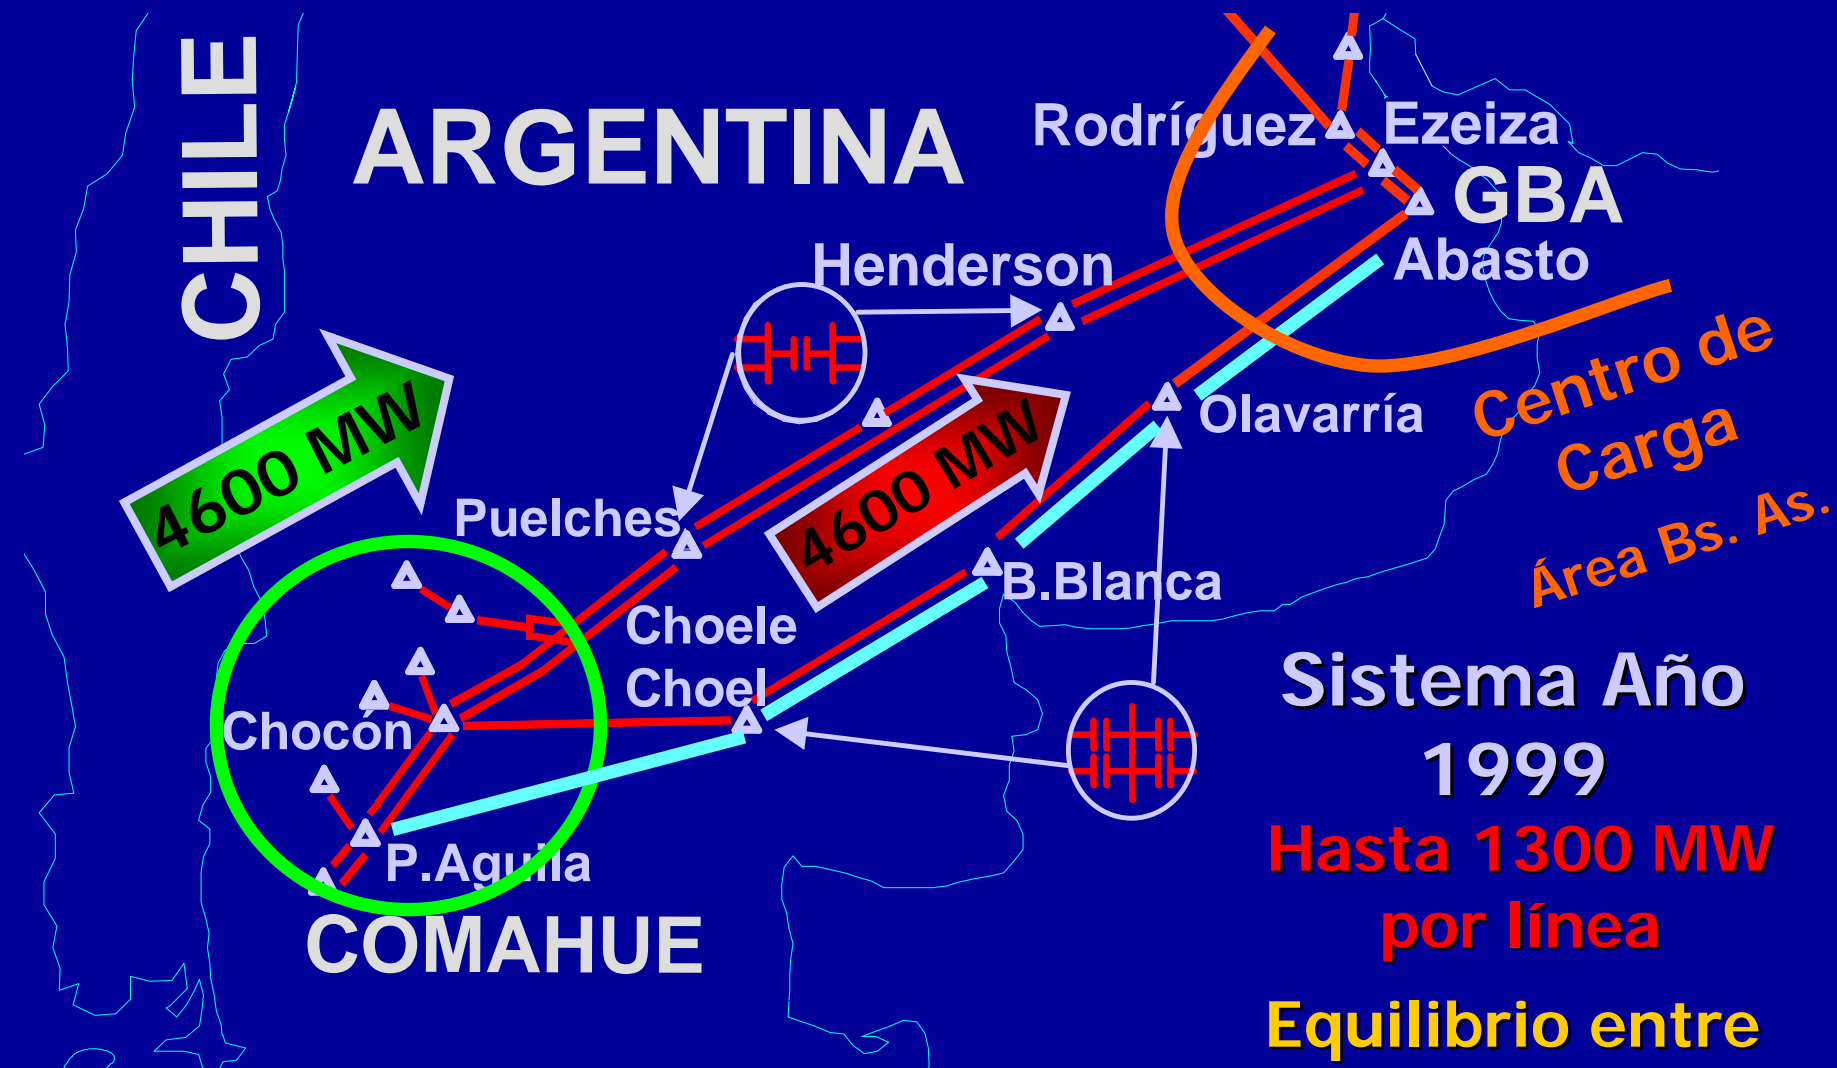 CHILE
ARGENTINA
Rodríguez
Ezeiza
GBA
Abasto
Henderson
Centro de
Carga
Área Bs. As.
Olavarría
4600 MW
4600 MW
Puelches
B.Blanca
Choele
Choel
Chocón
P.Aguila
COMAHUE
Sistema Año
1999
Hasta 1300 MW
por línea
Equilibrio entre